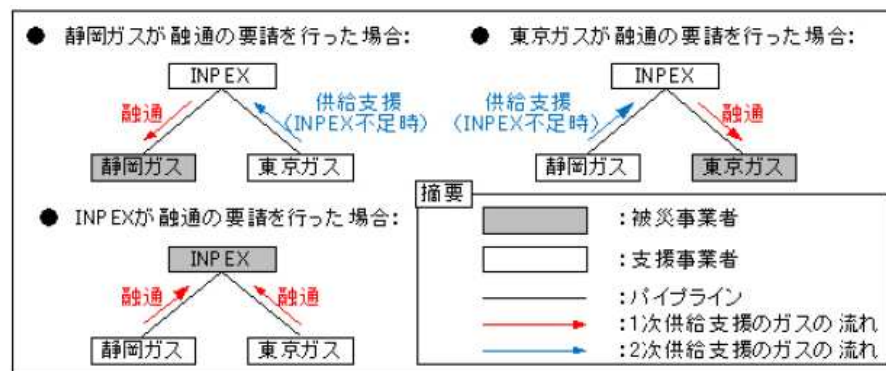 ● 静岡ガスが融通の要請を行った場合:
INPEX
融通
供給支援
(INPEX不足時)
静岡ガス
東京ガス
● 東京ガスが融通の要請を行った場合:
INPEX
供給支援
(INPEX不足時)
融通
静岡ガス
東京ガス
● INPEXが融通の要請を行った場合:
INPEX
融通
融通
静岡ガス
東京ガス
摘要
:被災事業者
:支援事業者
:パイプライン
:1次供給支援のガスの流れ
:2次供給支援のガスの流れ